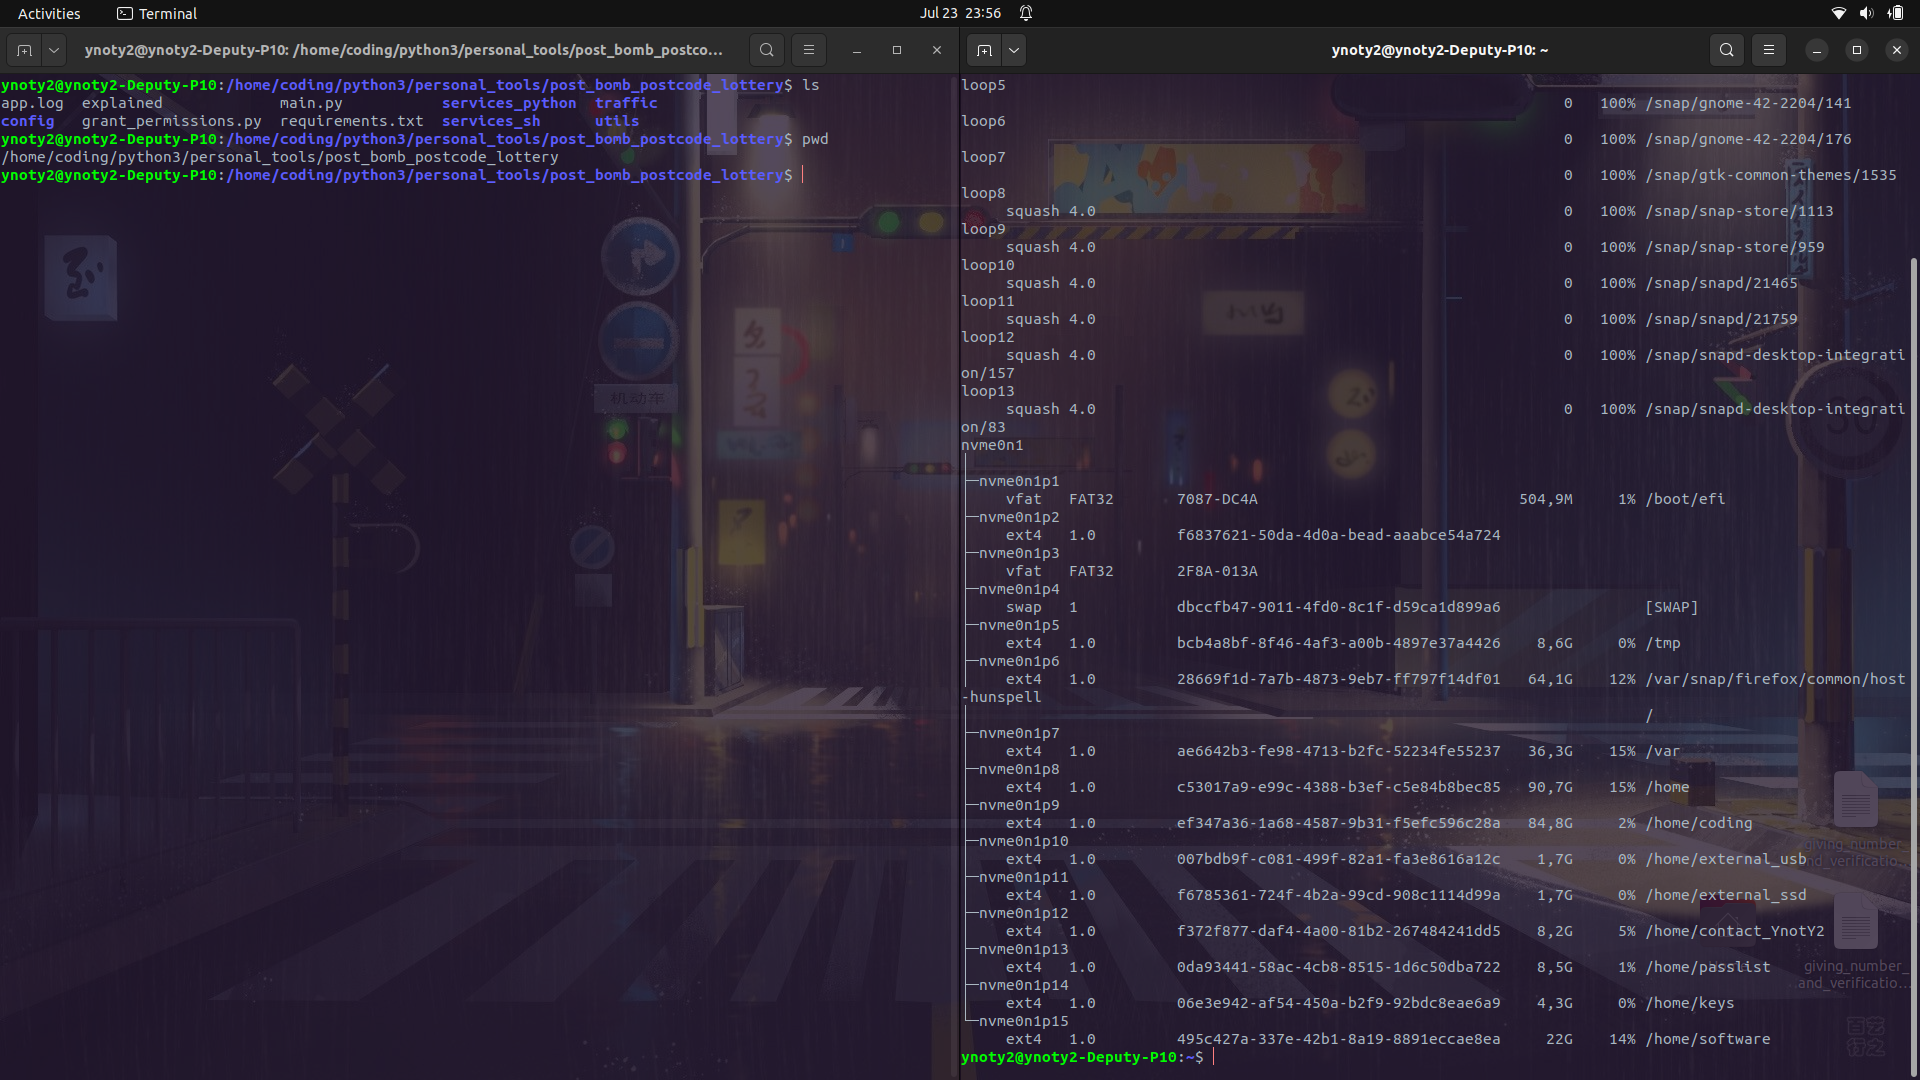 Activities
Terminal
Jul 23 23:56
ynoty2@ynoty2-Deputy-P10: /home/coding/python3/personal_tools/post_bomb_postco...
ynoty2@ynoty2-Deputy-P10:/home/coding/python3/personal_tools/post_bomb_postcode_lottery$ ls
app.log explained main.py services_python traffic
config grant_permissions.py requirements.txt services_sh utils
ynoty2@ynoty2-Deputy-P10:/home/coding/python3/personal_tools/post_bomb_postcode_lottery$ pwd
/home/coding/python3/personal_tools/post_bomb_postcode_lottery
ynoty2@ynoty2-Deputy-P10:/home/coding/python3/personal_tools/post_bomb_postcode_lottery$
机动车
ynoty2@ynoty2-Deputy-P10: ~
loop5
0 100% /snap/gnome-42-2204/141
loop6
0 100% /snap/gnome-42-2204/176
loop7
0 100% /snap/gtk-common-themes/1535
loop8
squash 4.0 0 100% /snap/snap-store/1113
loop9
squash 4.0 0 100% /snap/snap-store/959
loop10
squash 4.0 0 100% /snap/snapd/21465
loop11
squash 4.0 0 100% /snap/snapd/21759
loop12
squash 4.0 0 100% /snap/snapd-desktop-integrati
on/157
loop13
squash 4.0 0 100% /snap/snapd-desktop-integrati
on/83
nvme0n1
├─nvme0n1p1
vfat FAT32 7087-DC4A 504,9M 1% /boot/efi
├─nvme0n1p2
ext4 1.0 f6837621-50da-4d0a-bead-aaabce54a724
├─nvme0n1p3
vfat FAT32 2F8A-013A
├─nvme0n1p4
swap 1 dbccfb47-9011-4fd0-8c1f-d59ca1d899a6 [SWAP]
├─nvme0n1p5
ext4 1.0 bcb4a8bf-8f46-4af3-a00b-4897e37a4426 8,6G 0% /tmp
├─nvme0n1p6
ext4 1.0 28669f1d-7a7b-4873-9eb7-ff797f14df01 64,1G 12% /var/snap/firefox/common/host
-hunspell
/
├─nvme0n1p7
ext4 1.0 ae6642b3-fe98-4713-b2fc-52234fe55237 36,3G 15% /var
├─nvme0n1p8
ext4 1.0 c53017a9-e99c-4388-b3ef-c5e84b8bec85 90,7G 15% /home
├─nvme0n1p9
ext4 1.0 ef347a36-1a68-4587-9b31-f5efc596c28a 84,8G 2% /home/coding
├─nvme0n1p10
ext4 1.0 007bdb9f-c081-499f-82a1-fa3e8616a12c 1,7G 0% /home/external_usb
├─nvme0n1p11
ext4 1.0 f6785361-724f-4b2a-99cd-908c1114d99a 1,7G 0% /home/external_ssd
├─nvme0n1p12
ext4 1.0 f372f877-daf4-4a00-81b2-267484241dd5 8,2G 5% /home/contact_YnotY2
├─nvme0n1p13
ext4 1.0 0da93441-58ac-4cb8-8515-1d6c50dba722 8,5G 1% /home/passlist
├─nvme0n1p14
ext4 1.0 06e3e942-af54-450a-b2f9-92bdc8eae6a9 4,3G 0% /home/keys
└─nvme0n1p15
ext4 1.0 495c427a-337e-42b1-8a19-8891eccae8ea 22G 14% /home/software
ynoty2@ynoty2-Deputy-P10:~$
30
giving_number_
and_verificatio...
giving_number_
and_verificatio...
百艺
行之